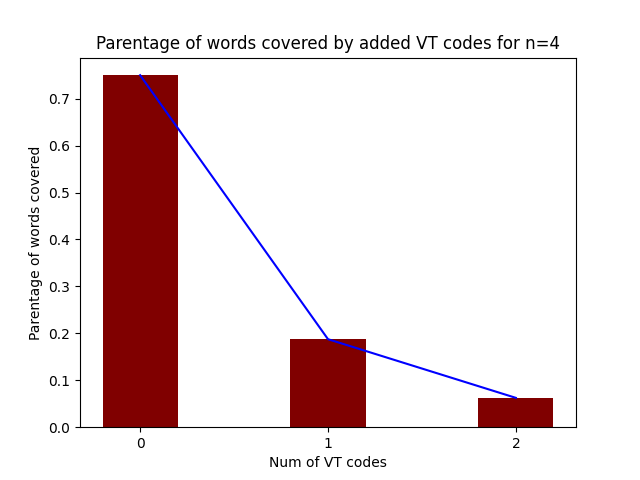 Parentage of words covered by added VT codes for n=4
Parentage of words covered
0.7
0.6
0.5
0.4
0.3
0.2
0.1
0.0
0 1 2
Num of VT codes